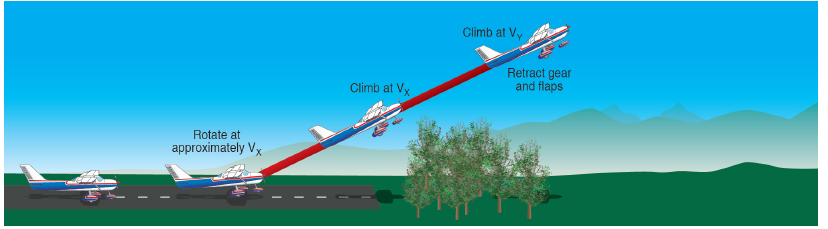 Rotate at
approximately VX
Climb at VX
Climb at VY
Retract gear
and flaps